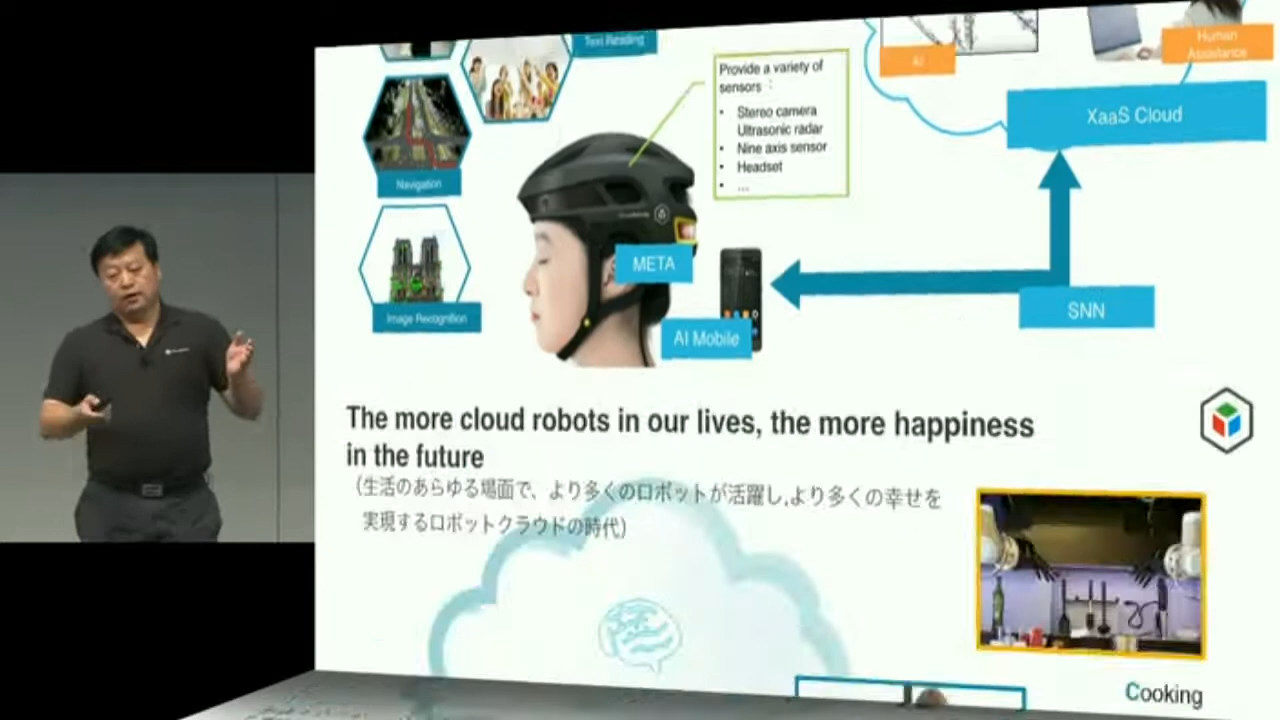 Text Reading
AI
Human
Assistance
Provide a variety of
sensors :
• Stereo camera
Ultrasonic radar
• Nine axis sensor
• Headset
• ...
XaaS Cloud
Navigation
META
Image Recognition
AI Mobile
SNN
The more cloud robots in our lives, the more happiness
in the future
（生活のあらゆる場面で、より多くのロボットが活躍し,より多くの幸せを
実現するロボットクラウドの時代）
Cooking